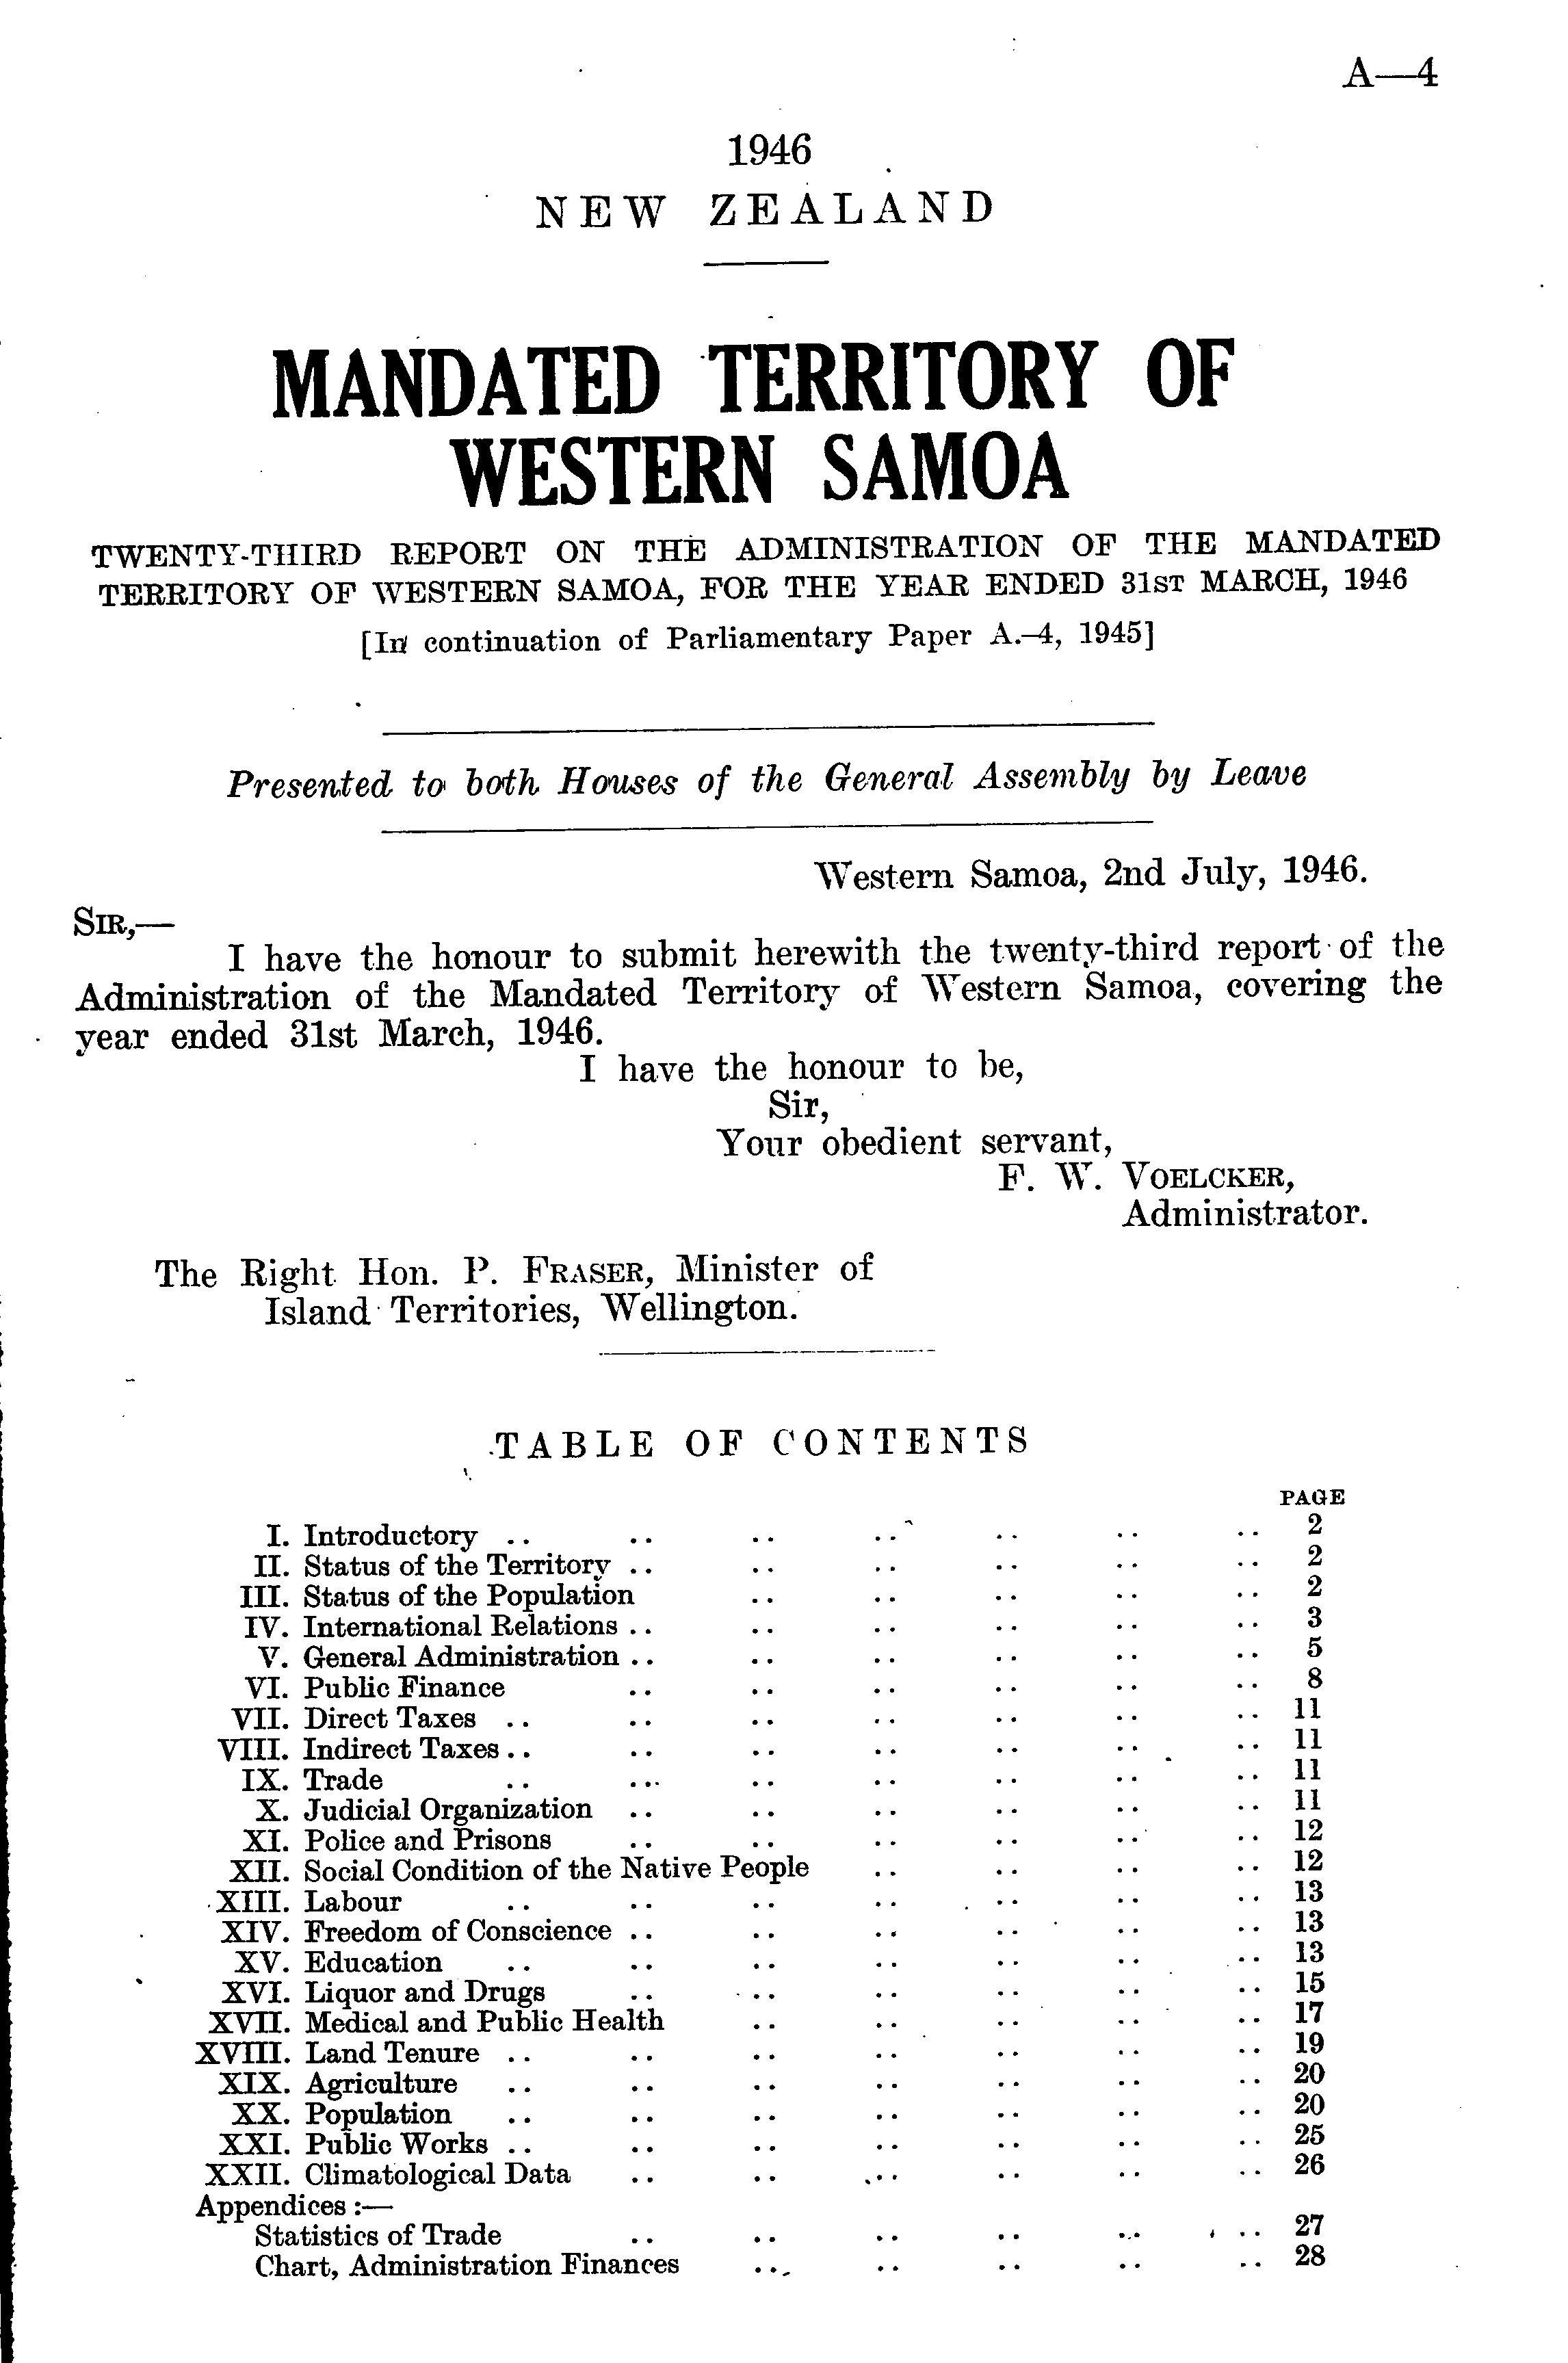 A—4
1946
NEW ZEALAND
MANDATED TERRITORY OF
WESTERN SAMOA
TWENTY-THIRD REPORT ON THE ADMINISTRATION OF THE MANDATED
TERRITORY OF WESTERN SAMOA, FOR THE YEAR ENDED 31ST MARCH, 1946
[In continuation of Parliamentary Paper A.–4, 1945]
Presented to both Houses of the General Assembly by Leave
Western Samoa, 2nd July, 1946.
SIR,—
I have the honour to submit herewith the twenty-third report of the
Administration of the Mandated Territory of Western Samoa, covering the
year ended 31st March, 1946.
I have the honour to be,
Sir,
Your obedient servant,
F. W. VOELCKER,
Administrator.
The Right Hon. P. FRASER, Minister of
Island Territories, Wellington.
TABLE OF CONTENTS
PAGE
I. Introductory .. .. .. .. .. .. .. 2
II. Status of the Territory .. .. .. .. .. .. 2
III. Status of the Population .. .. .. .. .. 2
IV. International Relations .. .. .. .. .. .. 3
V. General Administration .. .. .. .. .. .. 5
VI. Public Finance .. .. .. .. .. .. 8
VII. Direct Taxes .. .. .. .. .. .. .. 11
VIII. Indirect Taxes .. .. .. .. .. .. .. 11
IX. Trade .. .. .. .. .. .. .. 11
X. Judicial Organization .. .. .. .. .. .. 11
XI. Police and Prisons .. .. .. .. .. .. 12
XII. Social Condition of the Native People .. .. .. .. 12
XIII. Labour .. .. .. .. .. .. .. 13
XIV. Freedom of Conscience .. .. .. .. .. .. 13
XV. Education .. .. .. .. .. .. .. 13
XVI. Liquor and Drugs .. .. .. .. .. .. 15
XVII. Medical and Public Health .. .. .. .. .. 17
XVIII. Land Tenure .. .. .. .. .. .. .. 19
XIX. Agriculture .. .. .. .. .. .. .. 20
XX. Population .. .. .. .. .. .. .. 20
XXI. Public Works .. .. .. .. .. .. .. 25
XXII. Climatological Data .. .. .. .. .. .. 26
Appendices :—
Statistics of Trade .. .. .. .. .. .. 27
Chart, Administration Finances .. .. .. .. .. 28